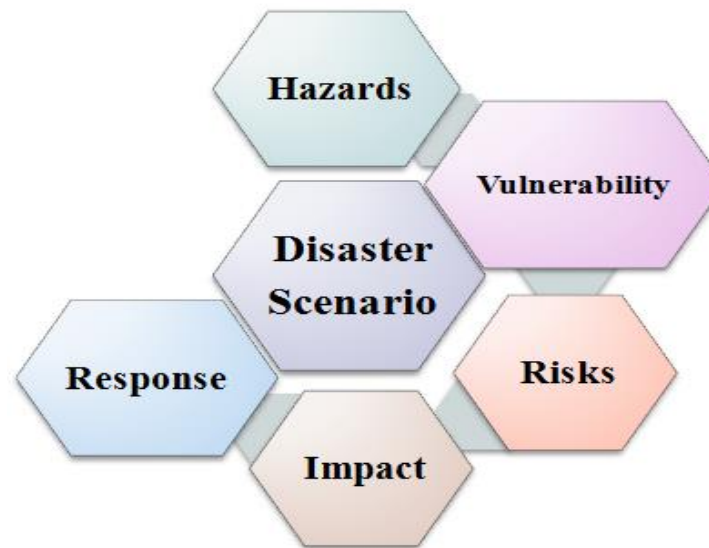 Hazards
Vulnerability
Disaster
Scenario
Risks
Response
Impact